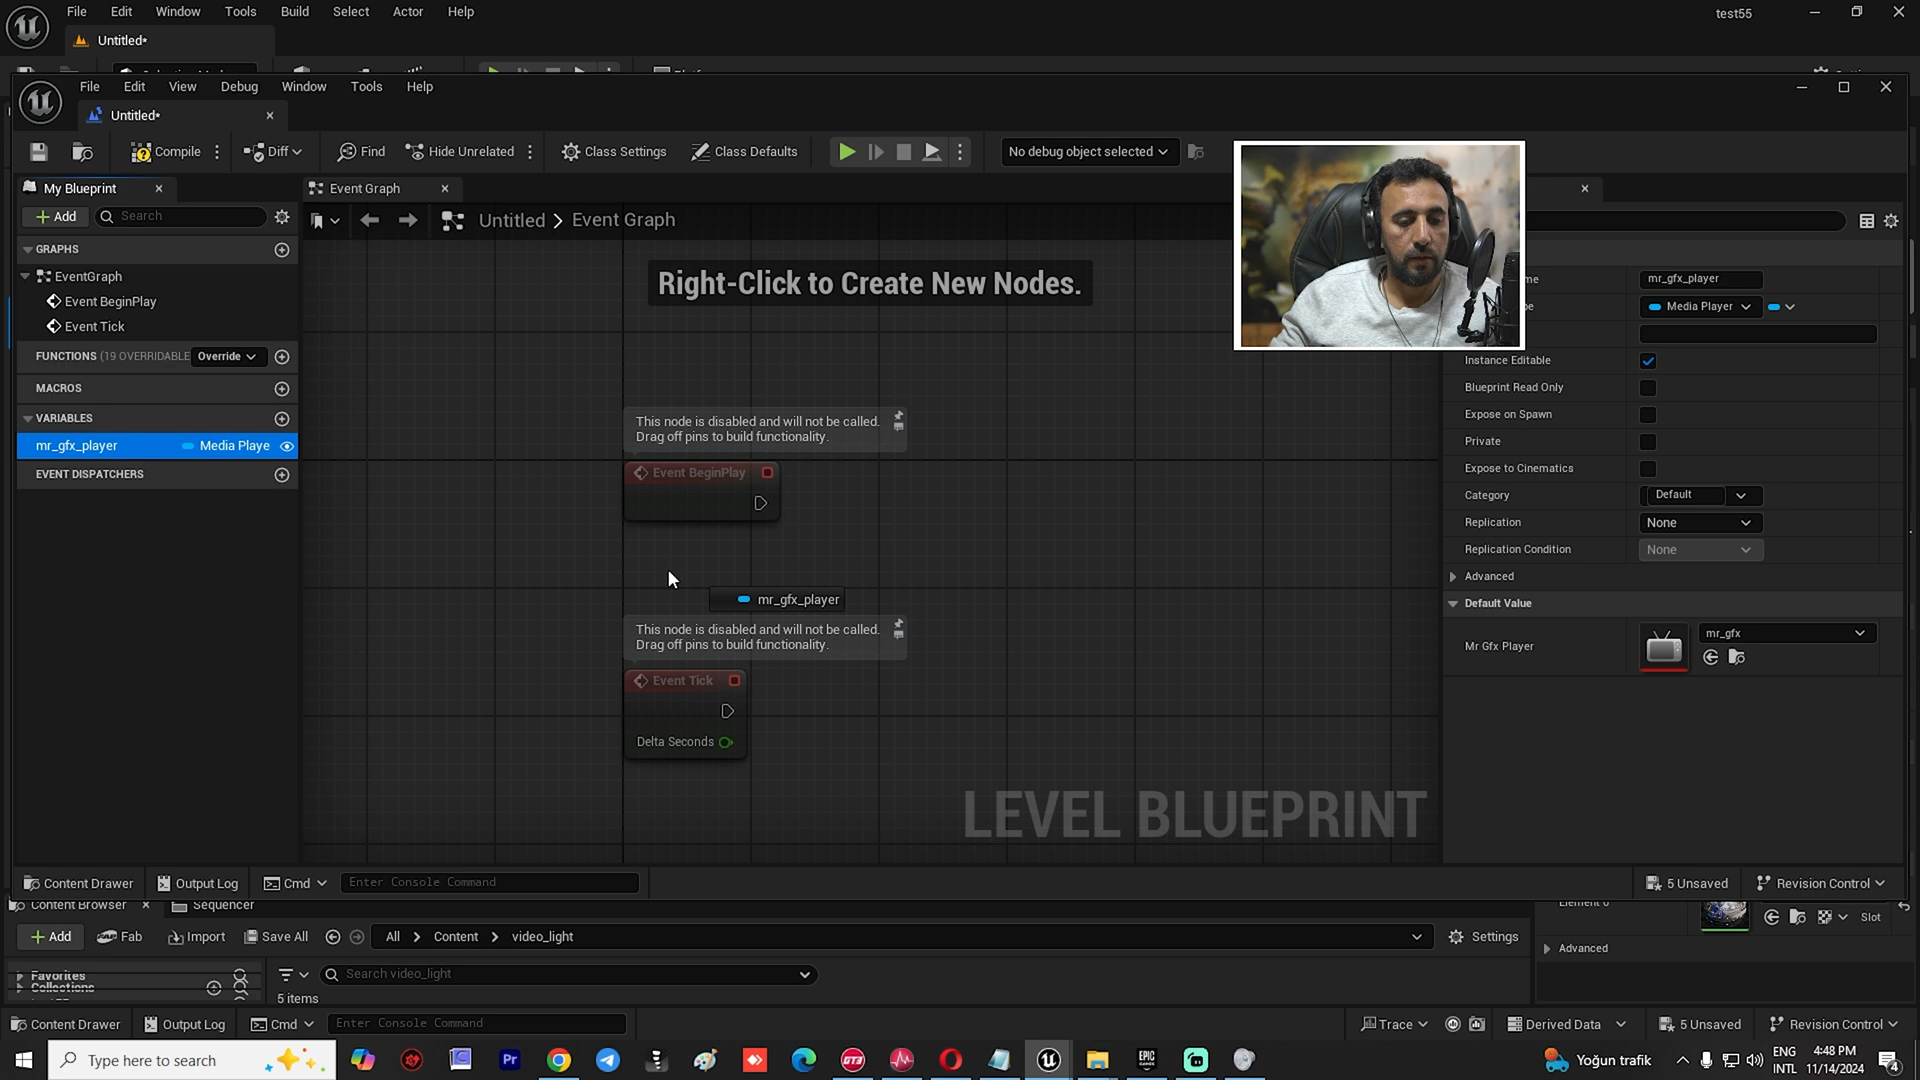 File Edit Window Tools Build Select Actor Help
test55
Untitled*
File Edit View Debug Window Tools Help
Untitled*
Compile Diff Find Hide Unrelated Class Settings Class Defaults No debug object selected
My Blueprint
Event Graph
Add Search
Untitled > Event Graph
GRAPHS
EventGraph
Event BeginPlay
Event Tick
FUNCTIONS (19 OVERRIDABLE Override
MACROS
VARIABLES
mr_gfx_player Media Playe
EVENT DISPATCHERS
Right-Click to Create New Nodes.
This node is disabled and will not be called.
Drag off pins to build functionality.
Event BeginPlay
mr_gfx_player
This node is disabled and will not be called.
Drag off pins to build functionality.
Event Tick
Delta Seconds
LEVEL BLUEPRINT
me mr_gfx_player
pe Media Player
Instance Editable
Blueprint Read Only
Expose on Spawn
Private
Expose to Cinematics
Category Default
Replication None
Replication Condition None
Advanced
Default Value
Mr Gfx Player mr_gfx
Content Drawer Output Log Cmd Enter Console Command
5 Unsaved Revision Control
Content Browser Sequencer
Add Fab Import Save All All > Content > video_light Settings
Slot
Advanced
Favorites
Collections
Search video_light
5 items
Content Drawer Output Log Cmd Enter Console Command
Trace Derived Data 5 Unsaved Revision Control
Type here to search
Pr
GT3
EPIC
Yoğun trafik
ENG
INTL
4:48 PM
11/14/2024
4